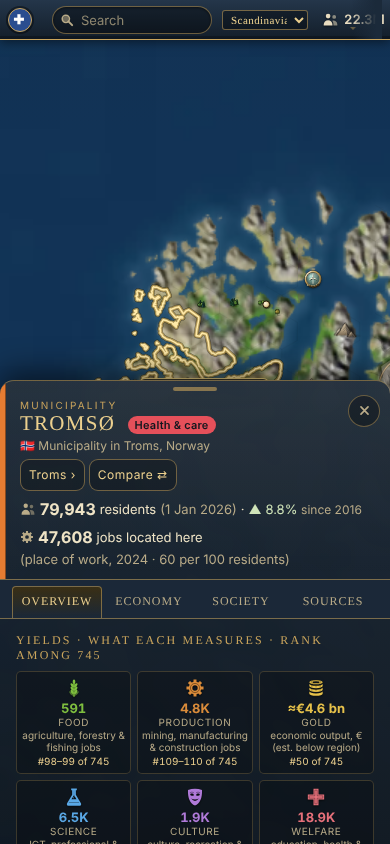 Search
Scandinavia
22.3
MUNICIPALITY
TROMSØ
Health & care
Municipality in Troms, Norway
Troms ›
Compare ⇄
79,943 residents (1 Jan 2026) · ▲ 8.8% since 2016
47,608 jobs located here
(place of work, 2024 · 60 per 100 residents)
OVERVIEW
ECONOMY
SOCIETY
SOURCES
YIELDS · WHAT EACH MEASURES · RANK
AMONG 745
591
FOOD
agriculture, forestry &
fishing jobs
#98–99 of 745
4.8K
PRODUCTION
mining, manufacturing
& construction jobs
#109–110 of 745
≈€4.6 bn
GOLD
economic output, €
(est. below region)
#50 of 745
6.5K
SCIENCE
1.9K
CULTURE
18.9K
WELFARE